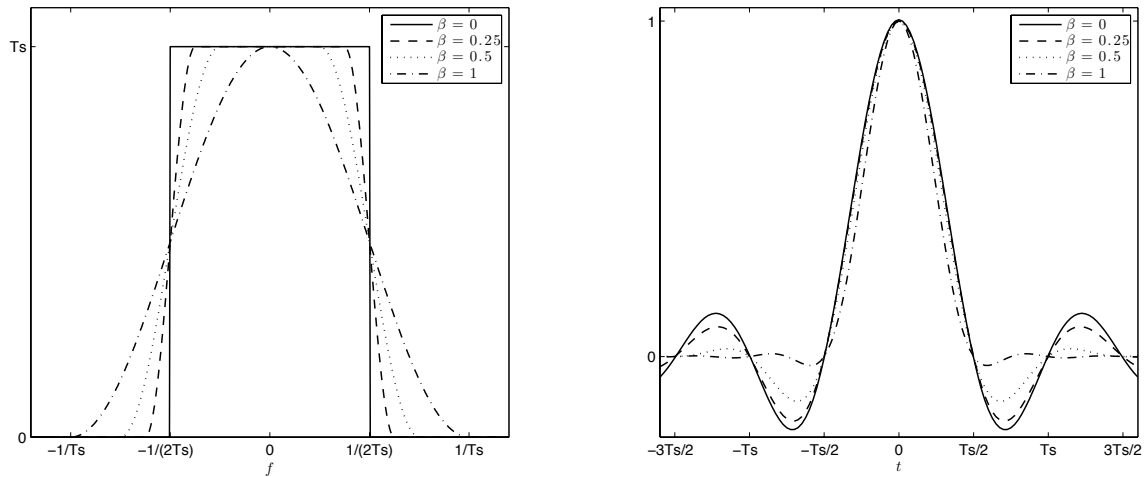 Ts
0
−1/Ts
−1/(2Ts)
0
1/(2Ts)
1/Ts
f
β = 0
β = 0.25
β = 0.5
β = 1
1
0
−3Ts/2
−Ts
−Ts/2
0
Ts/2
Ts
3Ts/2
t
β = 0
β = 0.25
β = 0.5
β = 1